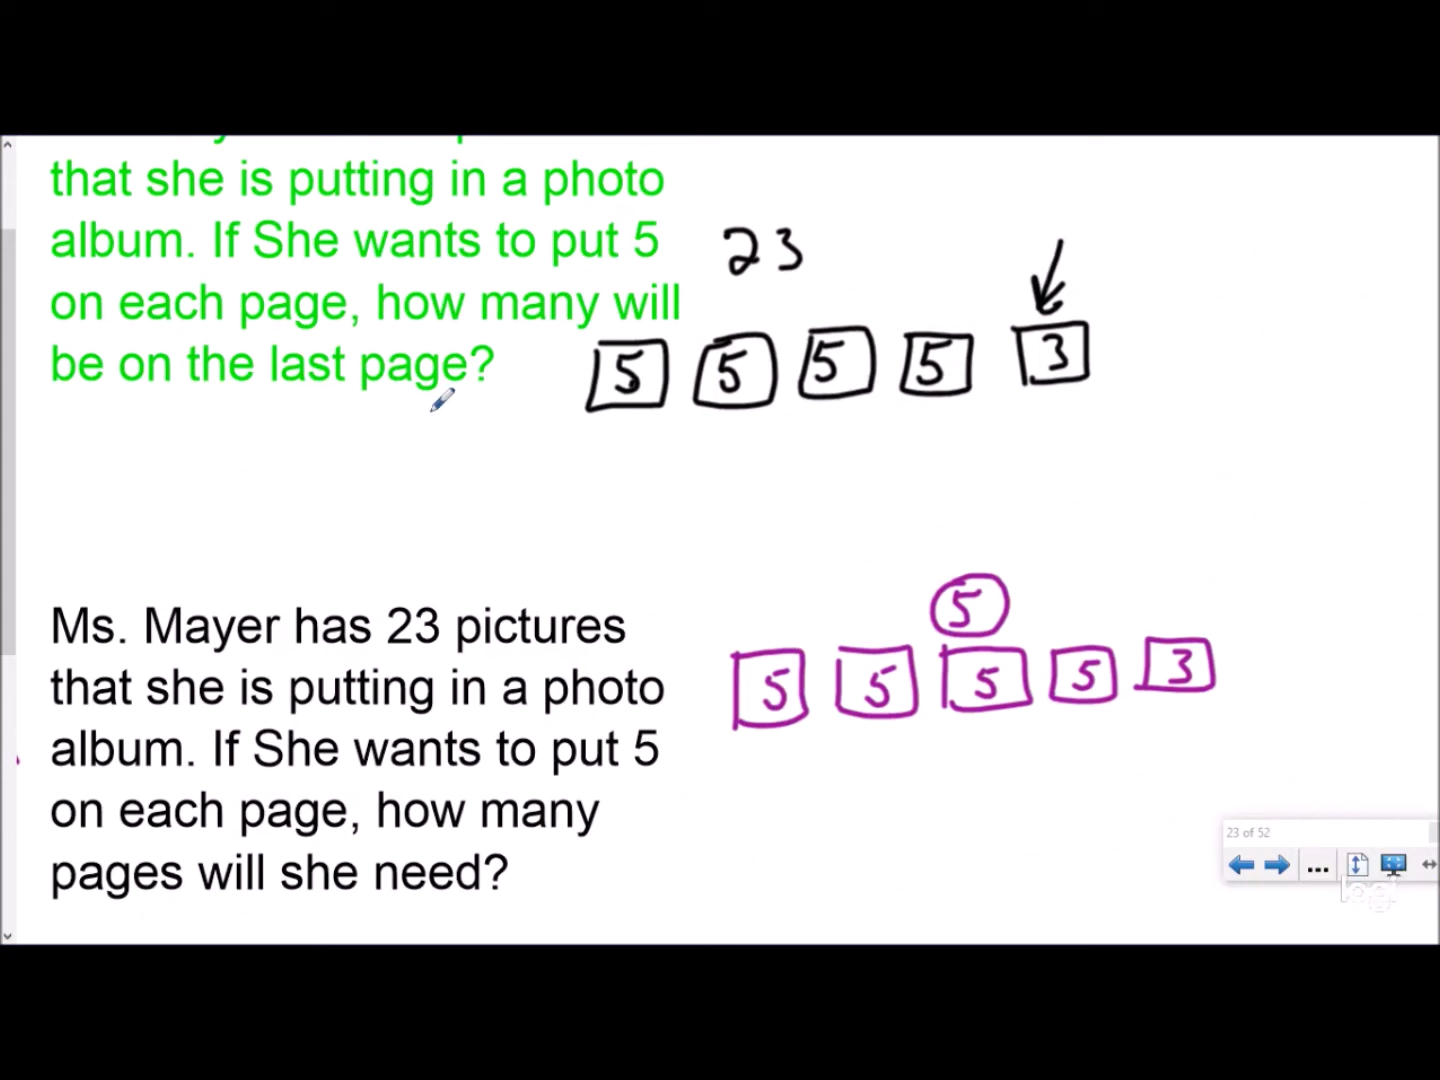 that she is putting in a photo
album. If She wants to put 5
on each page, how many will
be on the last page?
23
5 5 5 5 3
Ms. Mayer has 23 pictures
that she is putting in a photo
album. If She wants to put 5
on each page, how many
pages will she need?
5
5 5 5 5 3
23 of 52